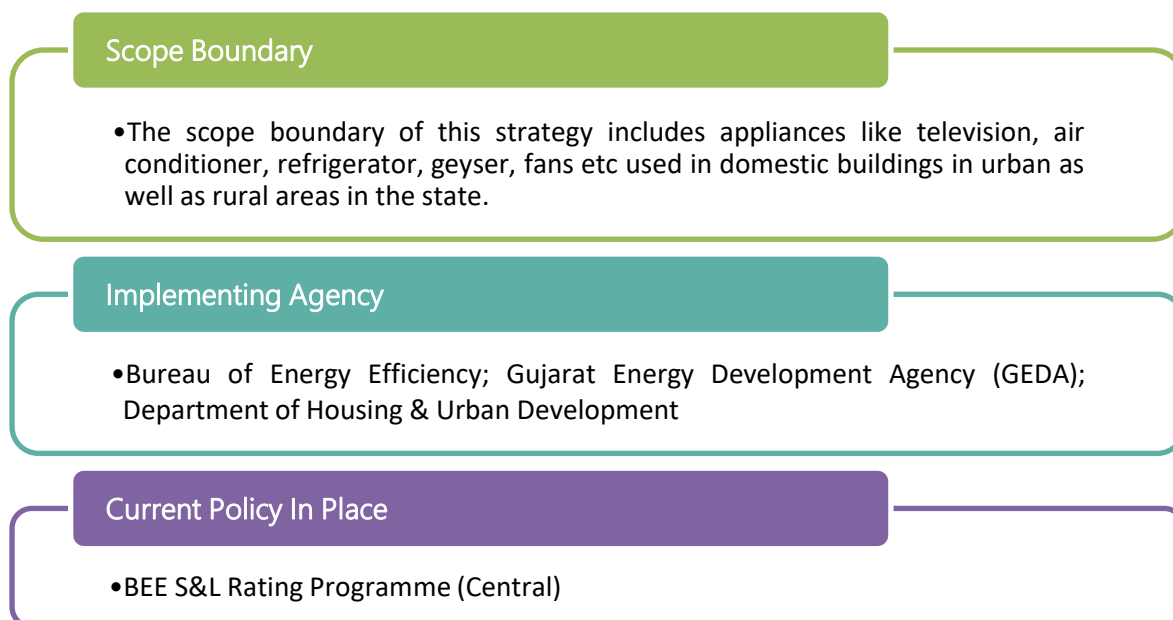 Scope Boundary
•The scope boundary of this strategy includes appliances like television, air
conditioner, refrigerator, geyser, fans etc used in domestic buildings in urban as
well as rural areas in the state.
Implementing Agency
•Bureau of Energy Efficiency; Gujarat Energy Development Agency (GEDA);
Department of Housing & Urban Development
Current Policy In Place
•BEE S&L Rating Programme (Central)